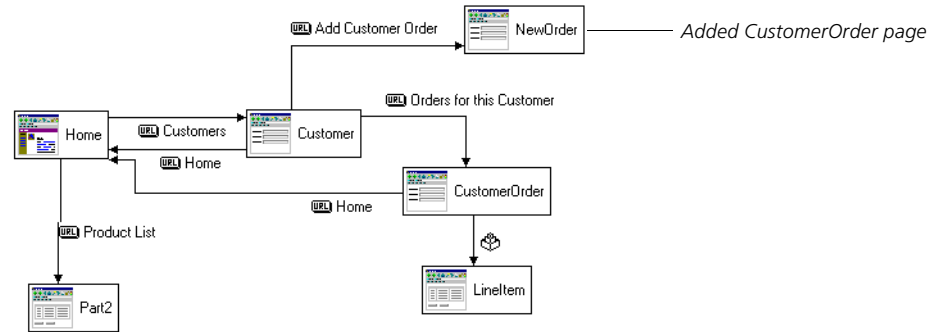 URL Add Customer Order
NewOrder
Added CustomerOrder page
URL Orders for this Customer
Home
URL Customers
Customer
URL Home
CustomerOrder
URL Home
URL Product List
Part2
LineItem